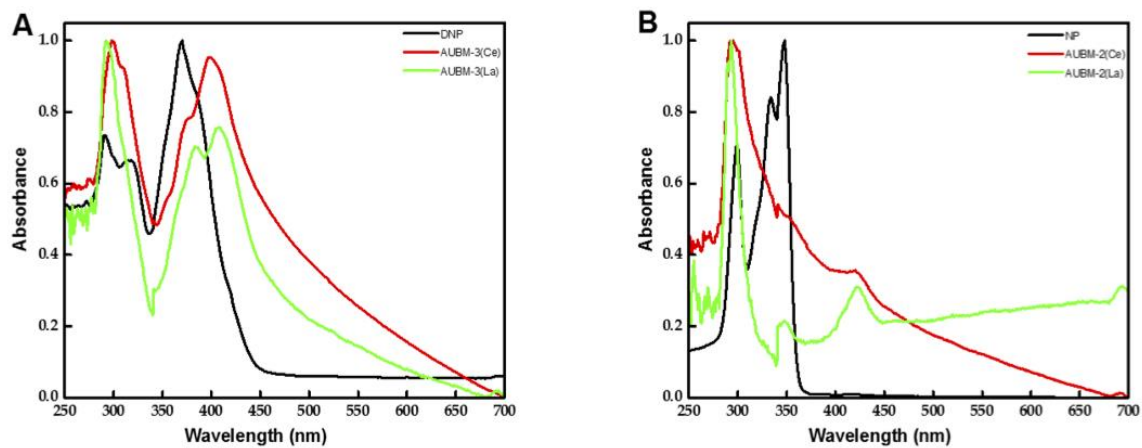 A
DNP
AUBM-3(Ce)
AUBM-3(La)
1.0
0.8
0.6
0.4
0.2
0.0
Absorbance
250 300 350 400 450 500 550 600 650 700
Wavelength (nm)
B
NP
AUBM-2(Ce)
AUBM-2(La)
1.0
0.8
0.6
0.4
0.2
0.0
Absorbance
250 300 350 400 450 500 550 600 650 700
Wavelength (nm)